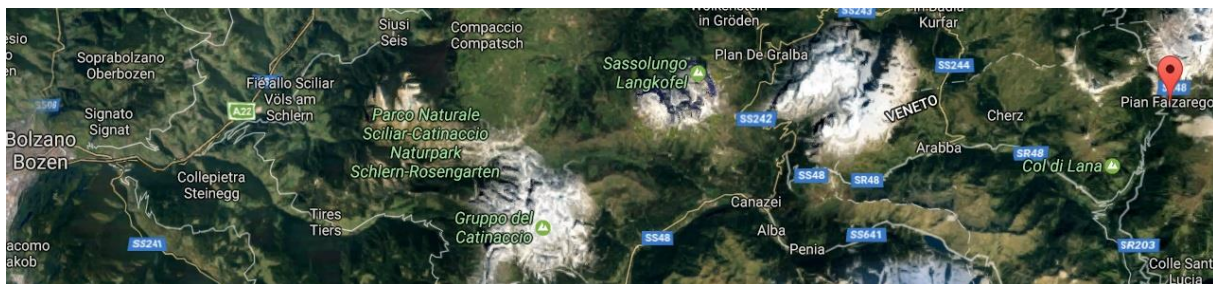 Wolkenstein
in Gröden
SS243
Kurfar
Siusi
Seis
Compaccio
Compatsch
Soprabolzano
Oberbozen
Plan De Gralba
Sassolungo
Langkofel
SS244
Fiè allo Sciliar
Völs am
Schlern
A22
Signato
Signat
Parco Naturale
Sciliar-Catinaccio
Naturpark
Schlern-Rosengarten
SS242
VENETO
Cherz
Pian Falzarego
Bolzano
Bozen
Collepietra
Steinegg
Arabba
SR48
Col di Lana
SS48
SR48
Tires
Tiers
Gruppo del
Catinaccio
Canazei
Alba
Penia
SS48
SS641
SS241
SR203
Colle Sant
Lucia